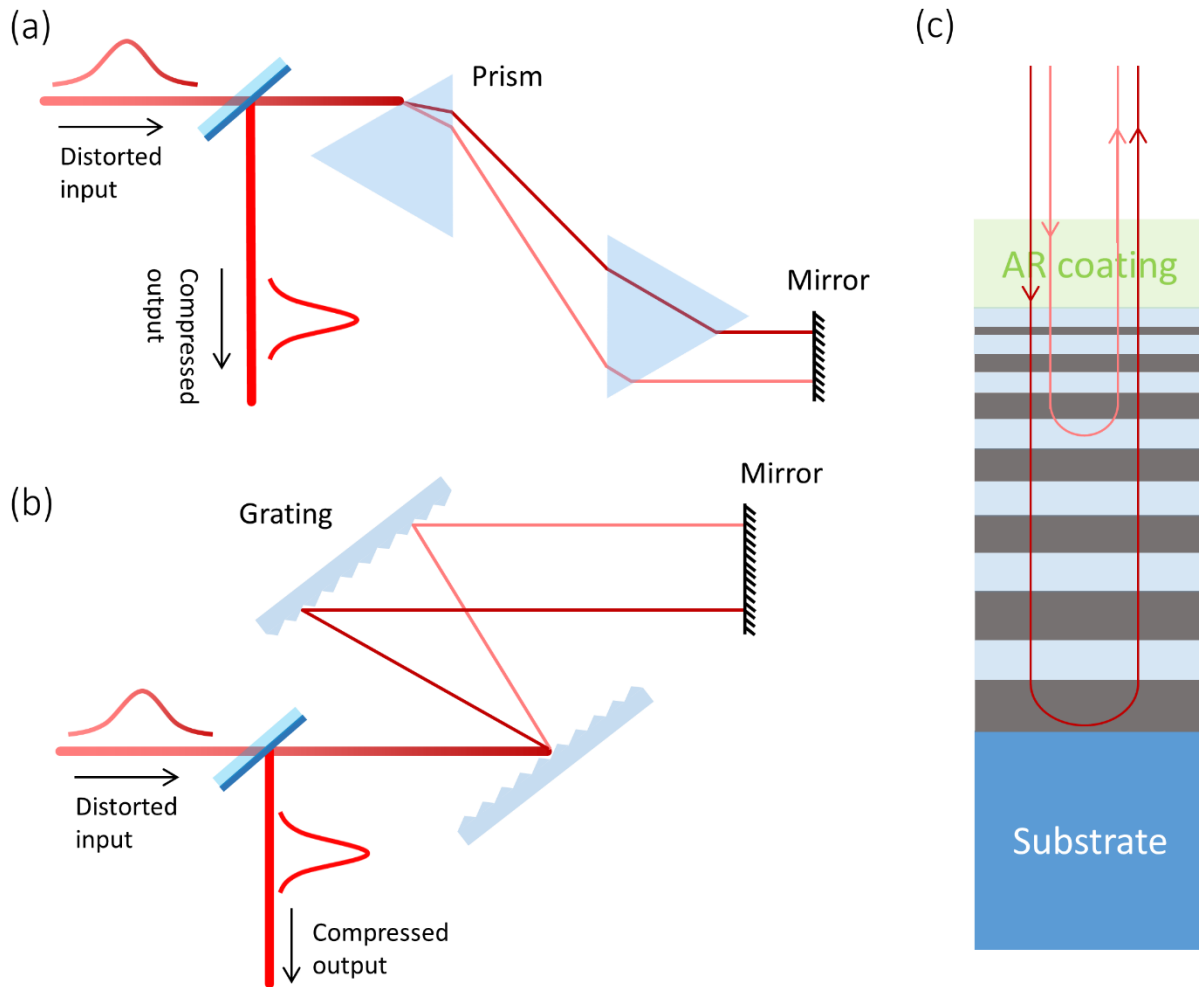 (a)
Prism
Distorted
input
Compressed
output
Mirror
(b)
Grating
Mirror
Distorted
input
Compressed
output
(c)
AR coating
Substrate